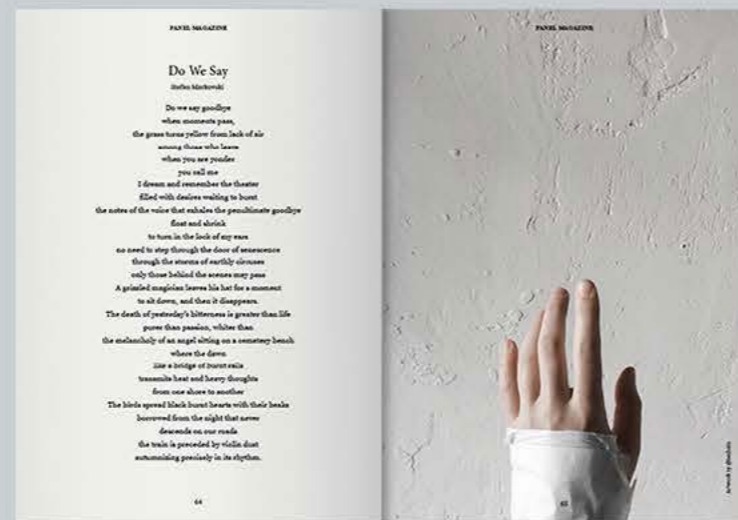 PANEL MAGAZINE
Do We Say
Stefan Markovski
Do we say goodbye
when moments pass,
the grass turns yellow from lack of air
among those who leave
when you are yonder
you call me
I dream and remember the theater
filled with desires waiting to burst
the notes of the voice that exhales the penultimate goodbye
float and shrink
to turn in the lock of my ears
no need to step through the door of senescence
through the storms of earthly circuses
only those behind the scenes may pass
A grizzled magician leaves his hat for a moment
to sit down, and then it disappears.
The death of yesterday's bitterness is greater than life
purer than passion, whiter than
the melancholy of an angel sitting on a cemetery bench
where the dawn
like a bridge of burnt rails
transmits heat and heavy thoughts
from one shore to another
The birds spread black burnt hearts with their beaks
borrowed from the night that never
descends on our roads
the train is preceded by violin dust
autumnizing precisely in its rhythm.
64
PANEL MAGAZINE
65
Artwork by